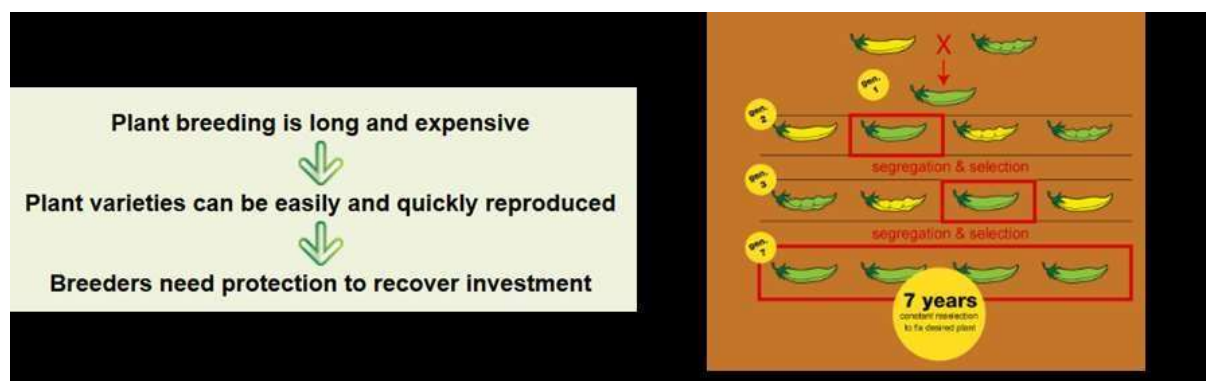 Plant breeding is long and expensive
Plant varieties can be easily and quickly reproduced
Breeders need protection to recover investment
X
gen.
1
gen.
2
segregation & selection
gen.
3
segregation & selection
gen.
7
7 years
constant reselection
to fix desired plant